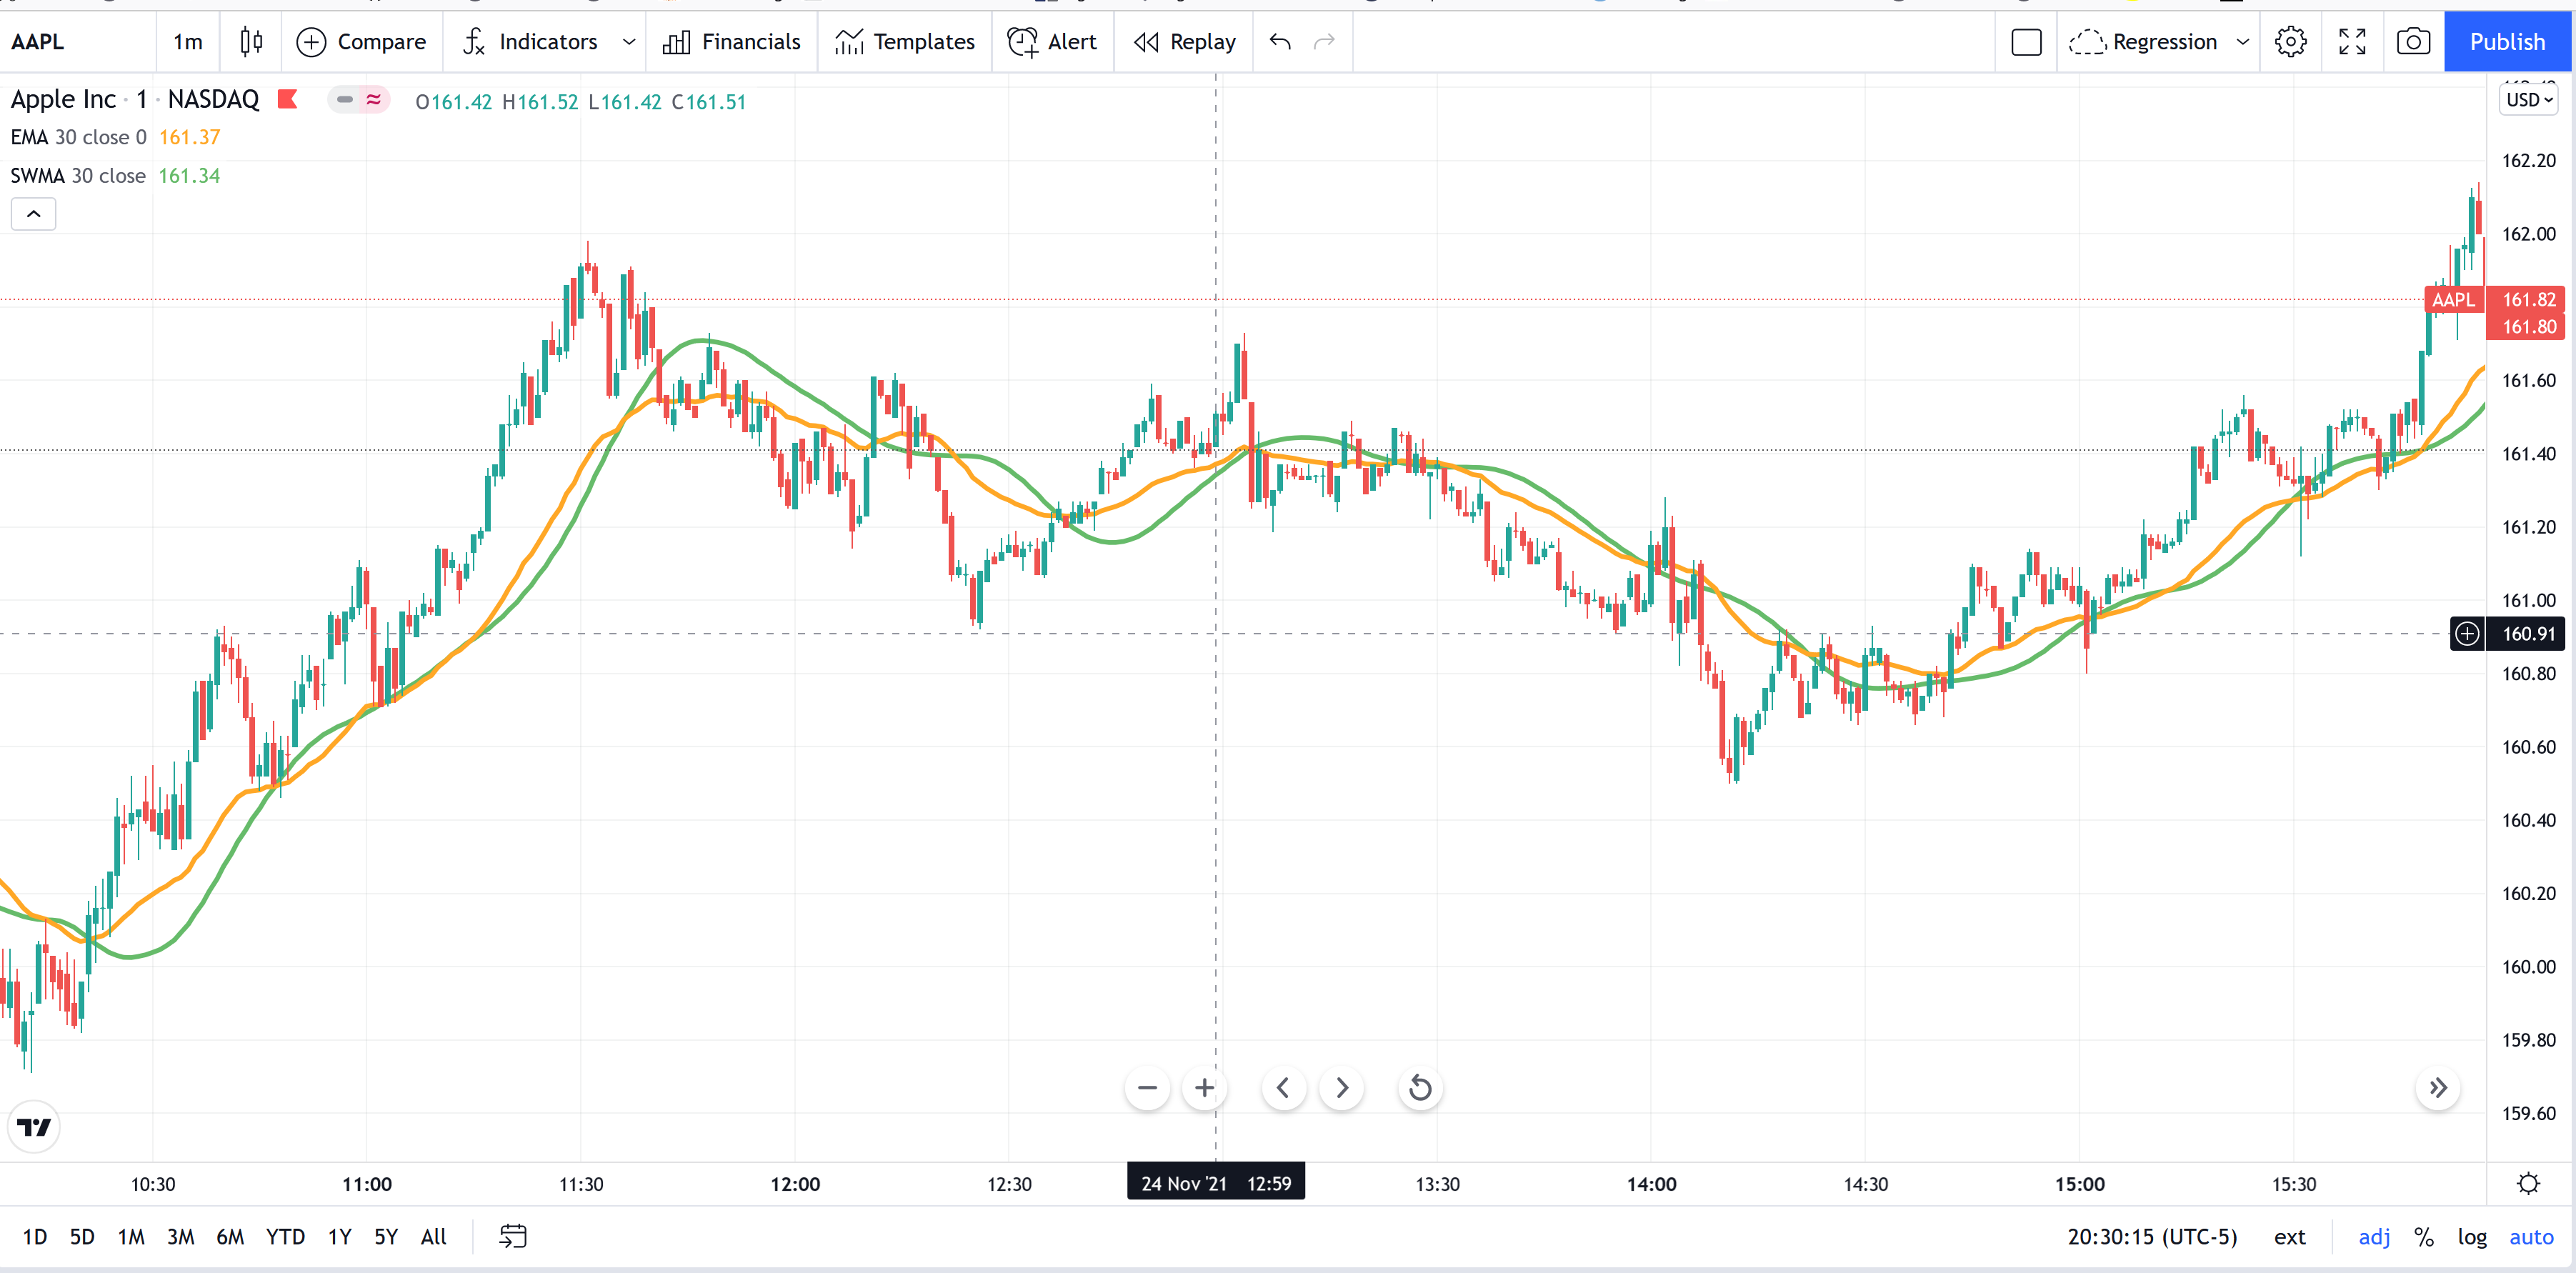 AAPL 1m Compare Indicators Financials Templates Alert Replay Regression Publish
Apple Inc · 1 · NASDAQ O161.42 H161.52 L161.42 C161.51
USD
EMA 30 close 0 161.37
SWMA 30 close 161.34
162.20
162.00
AAPL 161.82
161.80
161.60
161.40
161.20
161.00
160.91
160.80
160.60
160.40
160.20
160.00
159.80
159.60
10:30 11:00 11:30 12:00 12:30 24 Nov '21 12:59 13:30 14:00 14:30 15:00 15:30
1D 5D 1M 3M 6M YTD 1Y 5Y All 20:30:15 (UTC-5) ext adj % log auto